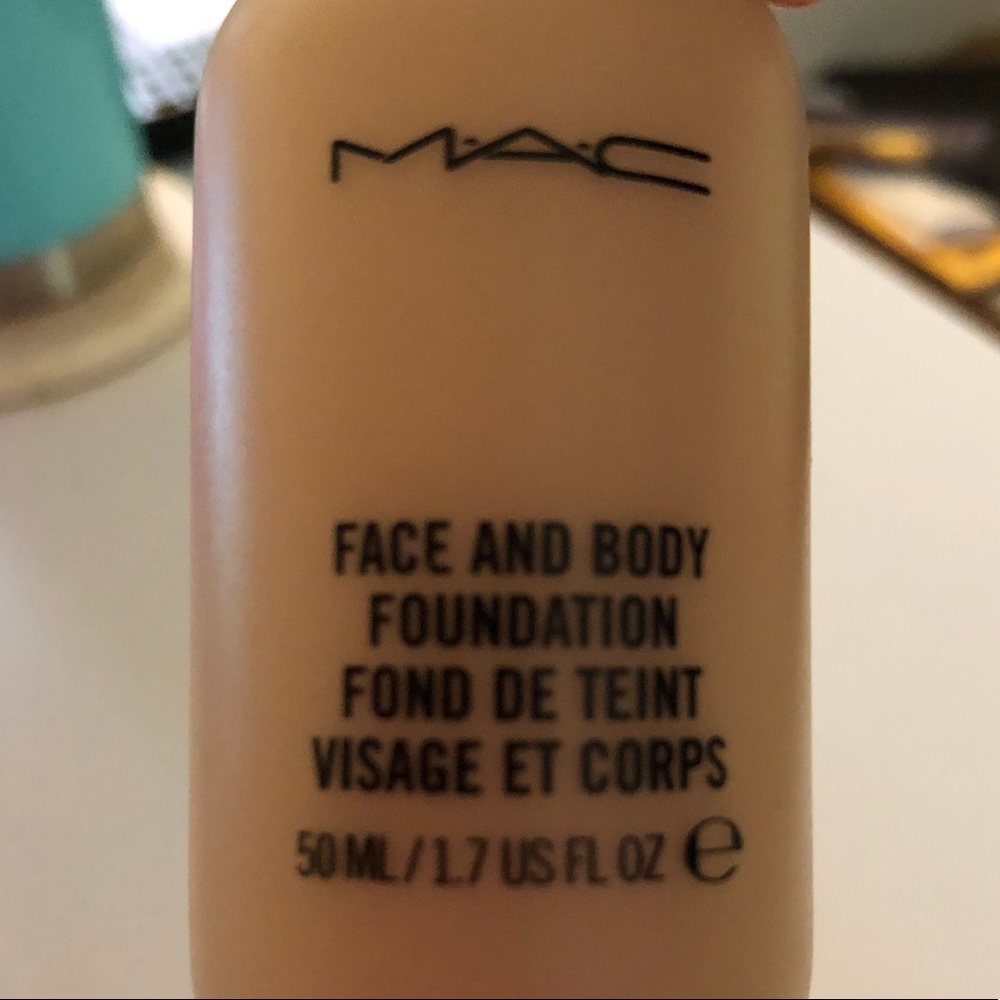 MAC
FACE AND BODY
FOUNDATION
FOND DE TEINT
VISAGE ET CORPS
50 ML / 1.7 US FL OZ e